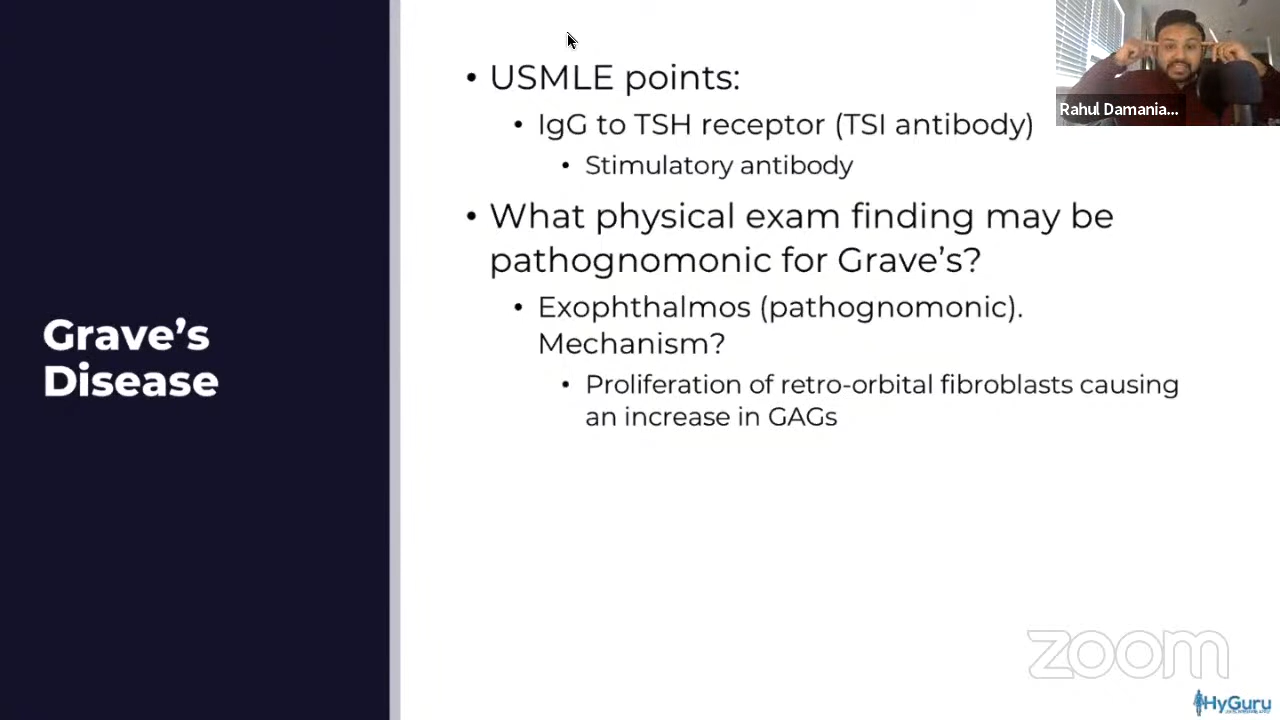 Grave's
Disease
• USMLE points:
• IgG to TSH receptor (TSI antibody)
• Stimulatory antibody
• What physical exam finding may be
pathognomonic for Grave's?
• Exophthalmos (pathognomonic).
Mechanism?
• Proliferation of retro-orbital fibroblasts causing
an increase in GAGs
Rahul Damania...
zoom
HyGuru